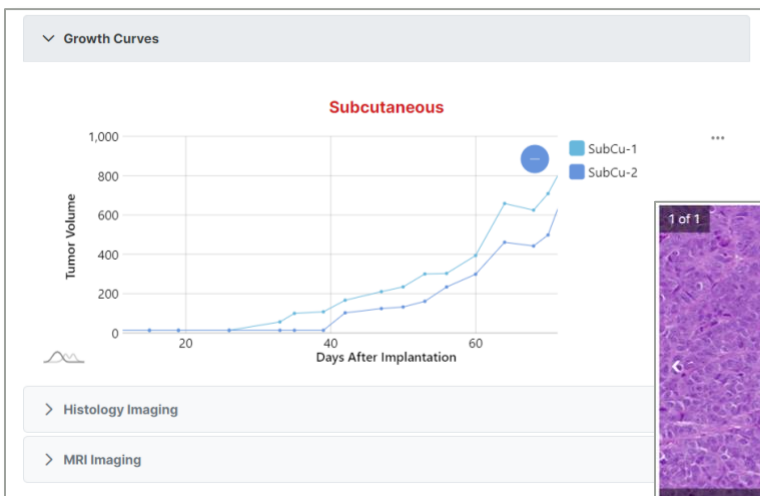 Growth Curves
Subcutaneous
1,000
800
600
400
200
0
Tumor Volume
20
40
60
Days After Implantation
SubCu-1
SubCu-2
1 of 1
Histology Imaging
MRI Imaging